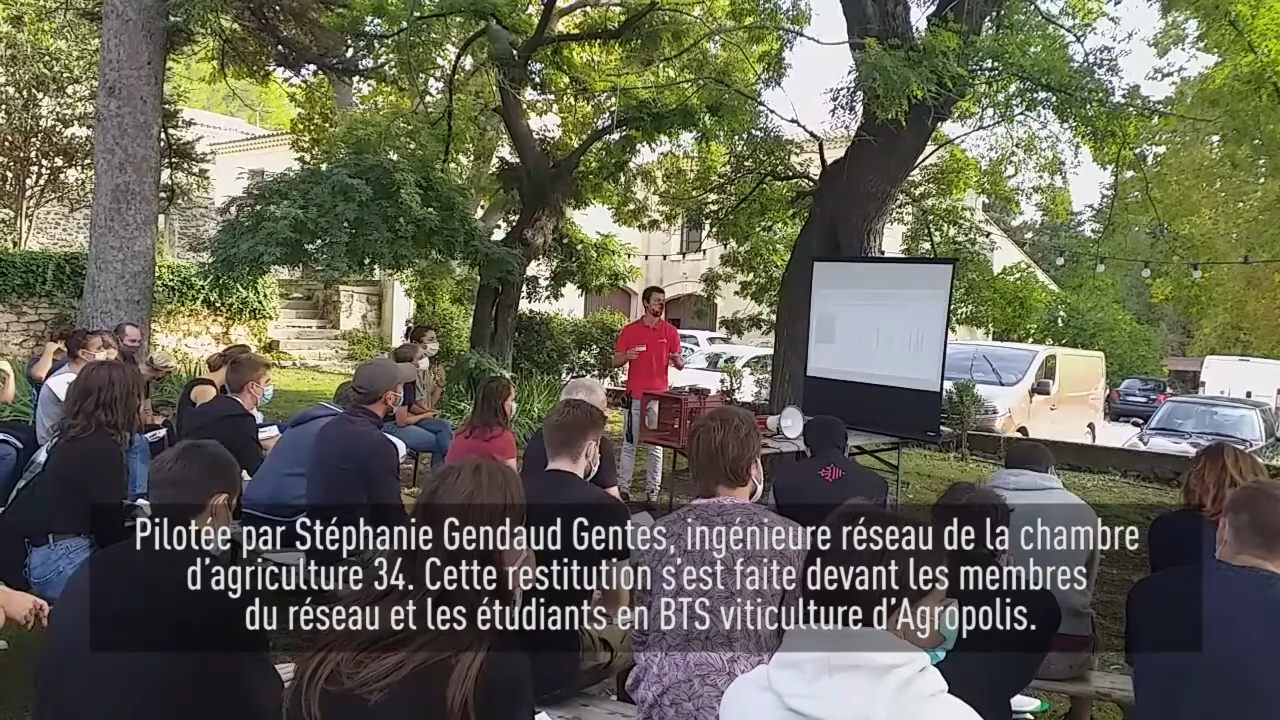 Pilotée par Stéphanie Gendaud Gentes, ingénieure réseau de la chambre
d'agriculture 34. Cette restitution s'est faite devant les membres
du réseau et les étudiants en BTS viticulture d'Agropolis.